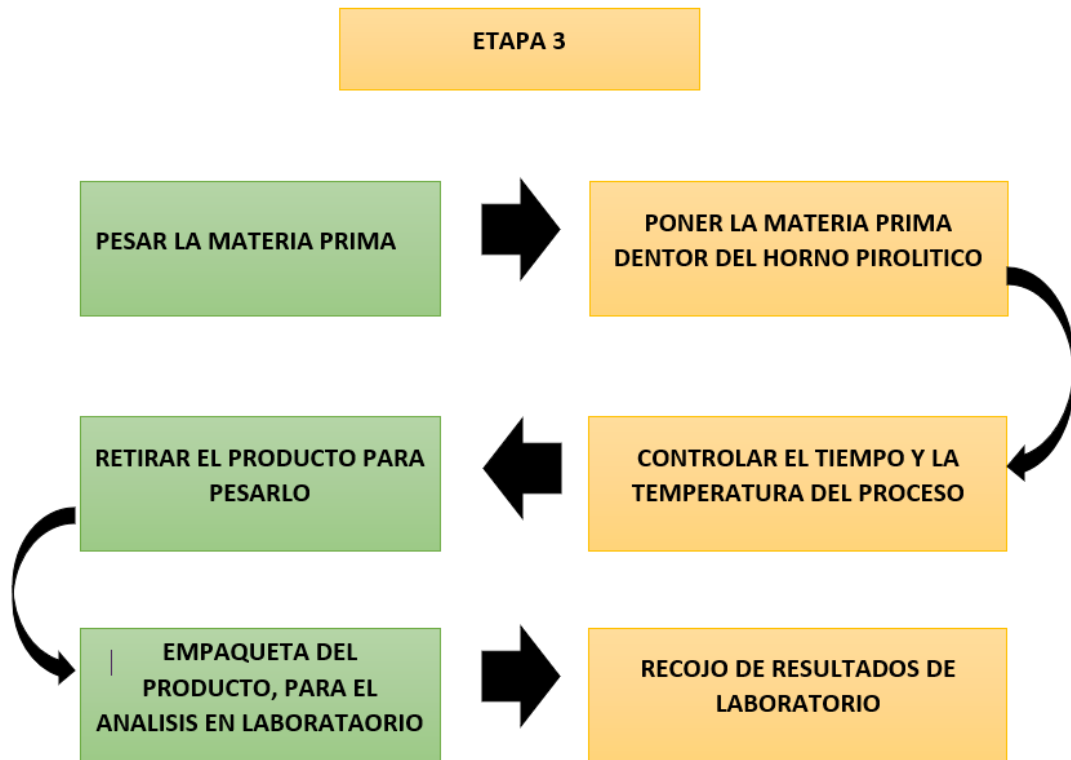 ETAPA 3
PESAR LA MATERIA PRIMA
PONER LA MATERIA PRIMA
DENTOR DEL HORNO PIROLITICO
CONTROLAR EL TIEMPO Y LA
TEMPERATURA DEL PROCESO
RETIRAR EL PRODUCTO PARA
PESARLO
EMPAQUETA DEL
PRODUCTO, PARA EL
ANALISIS EN LABORATAORIO
RECOJO DE RESULTADOS DE
LABORATORIO